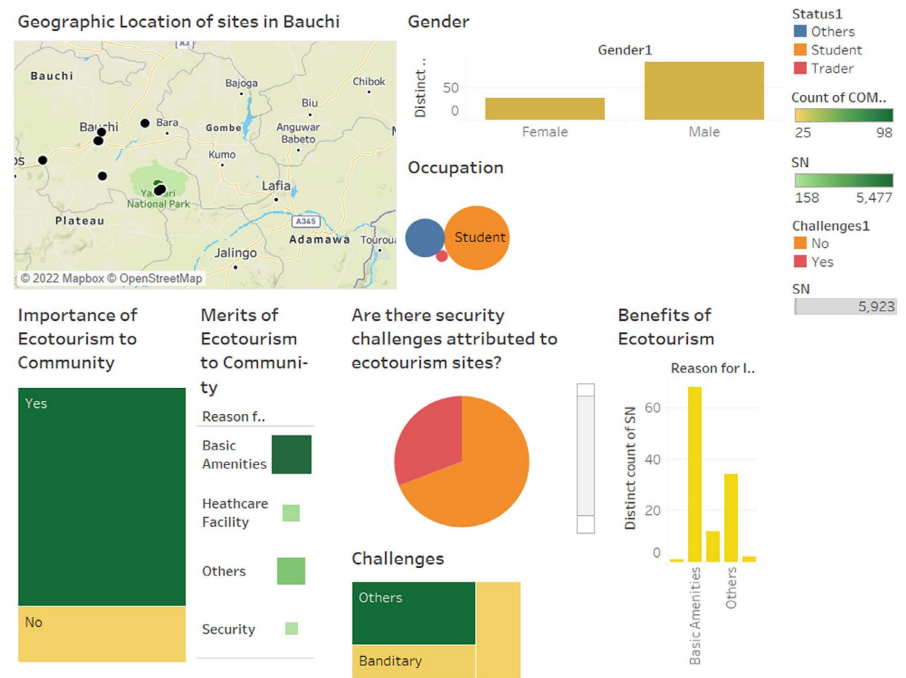 Geographic Location of sites in Bauchi
A3
Bauchi
Bajoga
Chibok
Biu
Bauchi
Bara
Gombe
Anguwar
Babeto
Kumo
Lafia
National Park
Plateau
A345
Adamawa
Jalingo
© 2022 Mapbox © OpenStreetMap
Gender
Gender1
Distinct ..
50
0
Female
Male
Occupation
Student
Status1
Others
Student
Trader
Count of COM..
25
98
SN
158
5,477
Challenges1
No
Yes
SN
5,923
Importance of
Ecotourism to
Community
Yes
No
Merits of
Ecotourism
to Communi-
ty
Reason f..
Basic
Amenities
Heathcare
Facility
Others
Security
Are there security
challenges attributed to
ecotourism sites?
Challenges
Others
Banditary
Benefits of
Ecotourism
Reason for I..
Distinct count of SN
60
40
20
0
Basic Amenities
Others